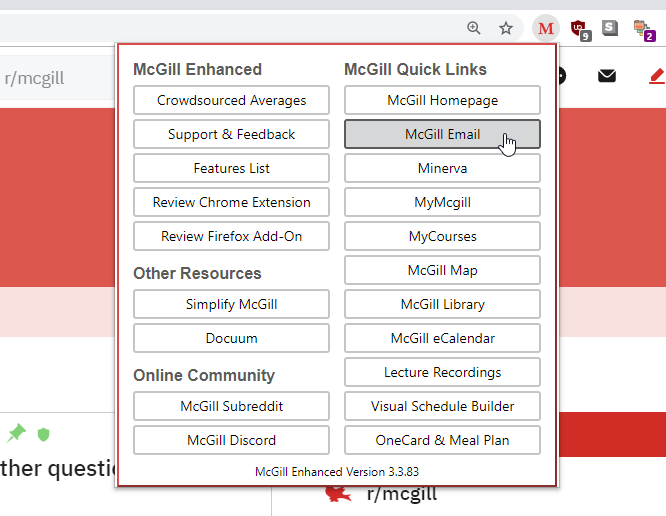 M
9
S
2
r/mcgill
McGill Enhanced
Crowdsourced Averages
Support & Feedback
Features List
Review Chrome Extension
Review Firefox Add-On
Other Resources
Simplify McGill
Docuum
Online Community
McGill Subreddit
McGill Discord
McGill Quick Links
McGill Homepage
McGill Email
Minerva
MyMcgill
MyCourses
McGill Map
McGill Library
McGill eCalendar
Lecture Recordings
Visual Schedule Builder
OneCard & Meal Plan
McGill Enhanced Version 3.3.83
ther questi
r/mcgill